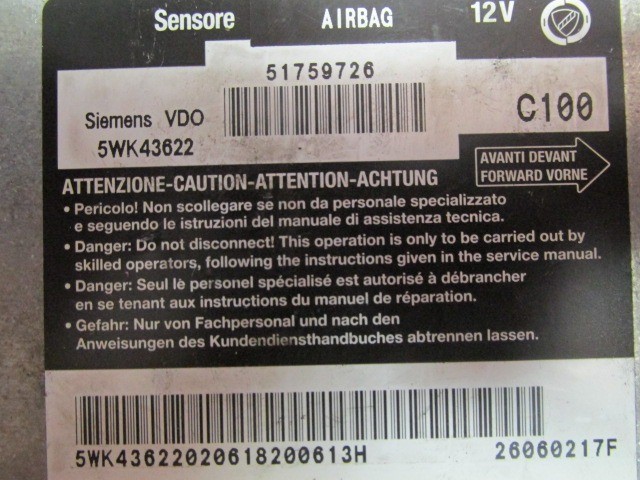 Sensore AIRBAG 12V
51759726
Siemens VDO
5WK43622
C100
AVANTI DEVANT
FORWARD VORNE
ATTENZIONE-CAUTION-ATTENTION-ACHTUNG
• Pericolo! Non scollegare se non da personale specializzato
e seguendo le istruzioni del manuale di assistenza tecnica.
• Danger: Do not disconnect! This operation is only to be carried out by
skilled operators, following the instructions given in the service manual.
• Danger: Seul lè personel spécialisé est autorisé à débrancher
en se tenant aux instructions du manuel de réparation.
• Gefahr: Nur von Fachpersonal und nach den
Anweisungen des Kundendiensthandbuches abtrennen lassen.
5WK43622020618200613H 26060217F